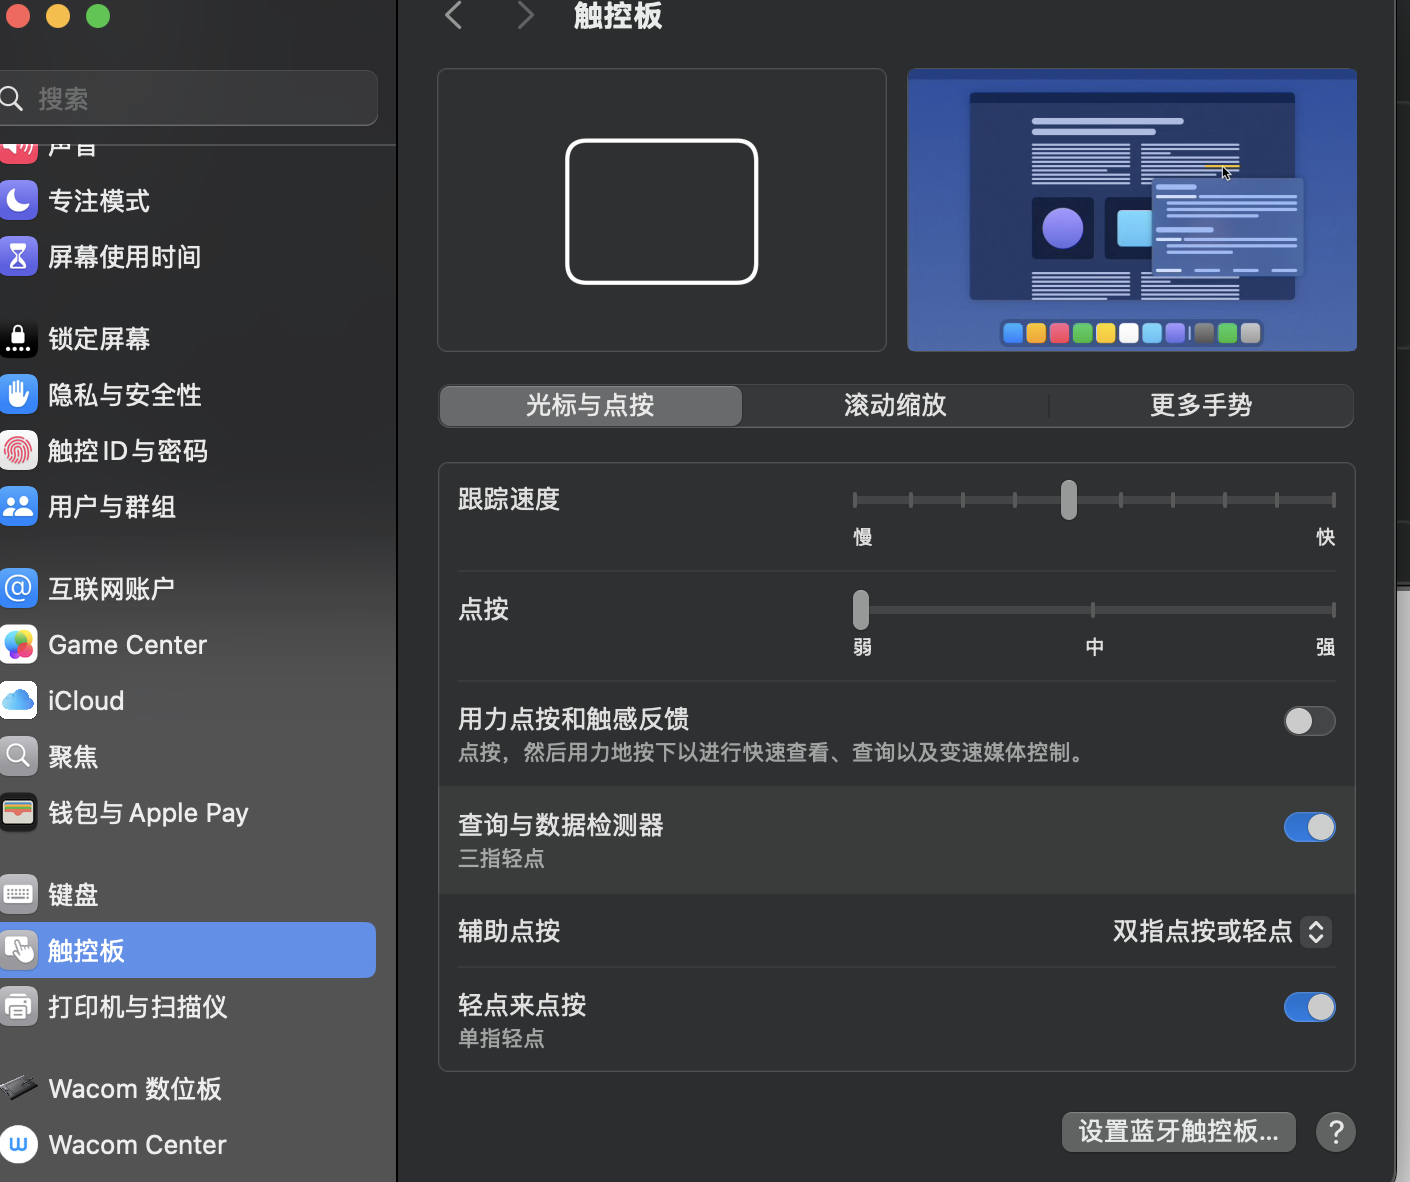 触控板
搜索
声音
专注模式
屏幕使用时间
锁定屏幕
隐私与安全性
触控 ID 与密码
用户与群组
互联网账户
Game Center
iCloud
聚焦
钱包与 Apple Pay
键盘
触控板
打印机与扫描仪
Wacom 数位板
Wacom Center
光标与点按
滚动缩放
更多手势
跟踪速度
慢
快
点按
弱
中
强
用力点按和触感反馈
点按，然后用力地按下以进行快速查看、查询以及变速媒体控制。
查询与数据检测器
三指轻点
辅助点按
双指点按或轻点
轻点来点按
单指轻点
设置蓝牙触控板...
?